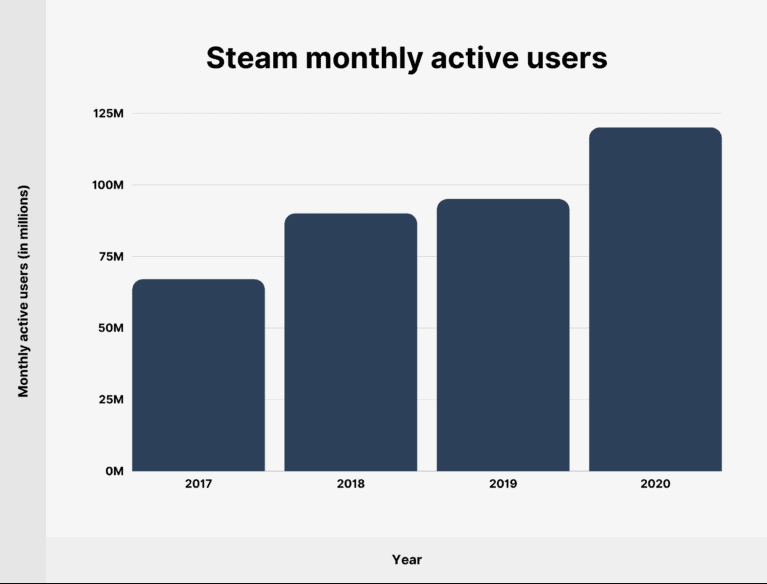 Steam monthly active users
Monthly active users (in millions)
125M
100M
75M
50M
25M
0M
2017
2018
2019
2020
Year